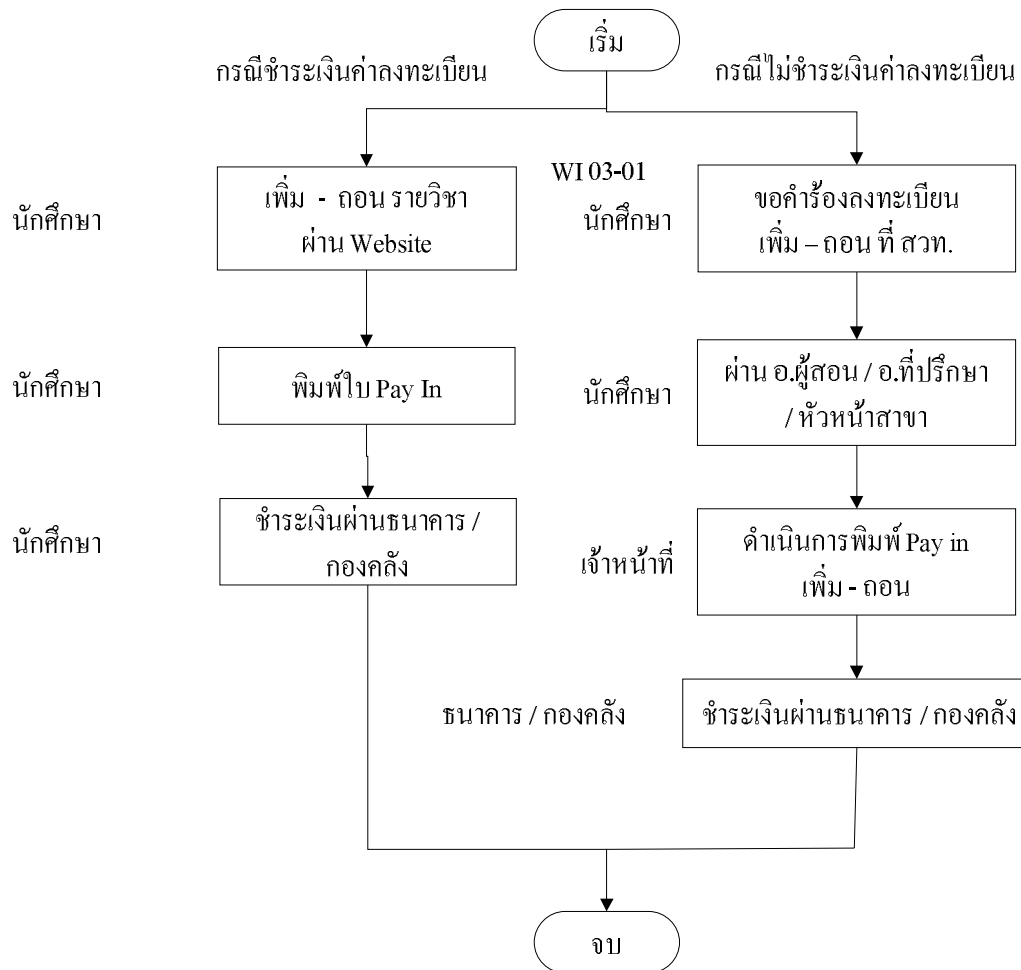 เริ่ม
กรณีชำระเงินค่าลงทะเบียน
กรณีไม่ชำระเงินค่าลงทะเบียน
WI 03-01
นักศึกษา
เพิ่ม - ถอน รายวิชา
ผ่าน Website
นักศึกษา
ขอคำร้องลงทะเบียน
เพิ่ม – ถอน ที่ สวท.
นักศึกษา
พิมพ์ใบ Pay In
นักศึกษา
ผ่าน อ.ผู้สอน / อ.ที่ปรึกษา
/ หัวหน้าสาขา
นักศึกษา
ชำระเงินผ่านธนาคาร /
กองคลัง
เจ้าหน้าที่
ดำเนินการพิมพ์ Pay in
เพิ่ม - ถอน
ธนาคาร / กองคลัง
ชำระเงินผ่านธนาคาร / กองคลัง
จบ